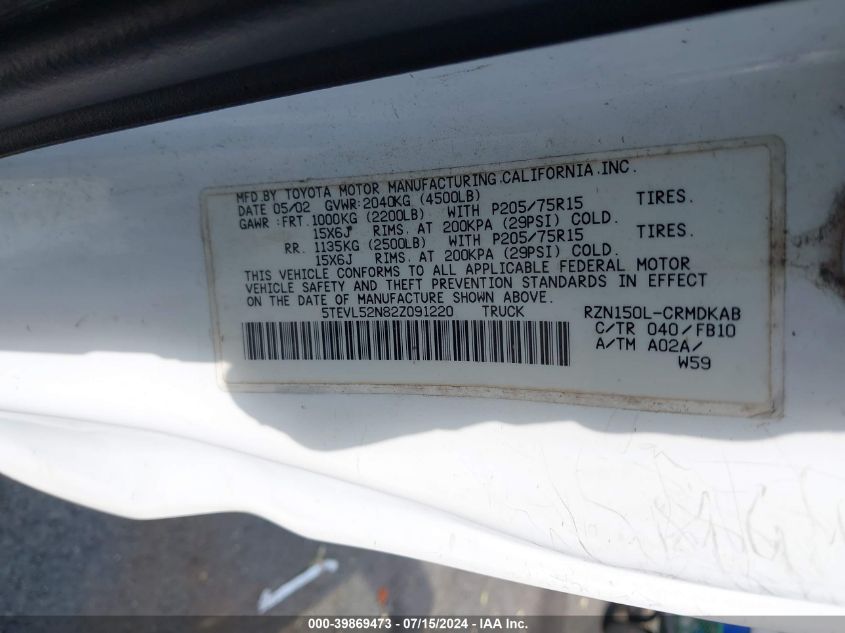 MFD.BY TOYOTA MOTOR MANUFACTURING.CALIFORNIA.INC.
DATE 05/02 GVWR:2040KG (4500LB)
GAWR :FRT.1000KG (2200LB) WITH P205/75R15 TIRES.
15X6J RIMS. AT 200KPA (29PSI) COLD.
RR. 1135KG (2500LB) WITH P205/75R15 TIRES.
15X6J RIMS. AT 200KPA (29PSI) COLD.
THIS VEHICLE CONFORMS TO ALL APPLICABLE FEDERAL MOTOR
VEHICLE SAFETY AND THEFT PREVENTION STANDARDS IN EFFECT
ON THE DATE OF MANUFACTURE SHOWN ABOVE.
5TEVL52N82Z091220 TRUCK RZN150L-CRMDKAB
C/TR 040/FB10
A/TM A02A/
W59
000-39869473 - 07/15/2024 - IAA Inc.